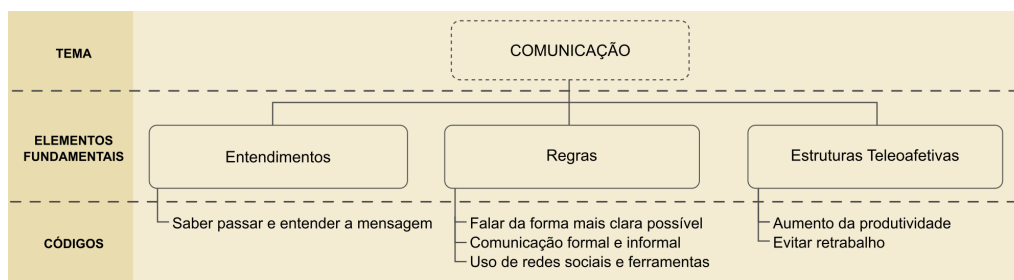 TEMA
COMUNICAÇÃO
ELEMENTOS
FUNDAMENTAIS
Entendimentos
Regras
Estruturas Teleoafetivas
CÓDIGOS
Saber passar e entender a mensagem
Falar da forma mais clara possível
Comunicação formal e informal
Uso de redes sociais e ferramentas
Aumento da produtividade
Evitar retrabalho